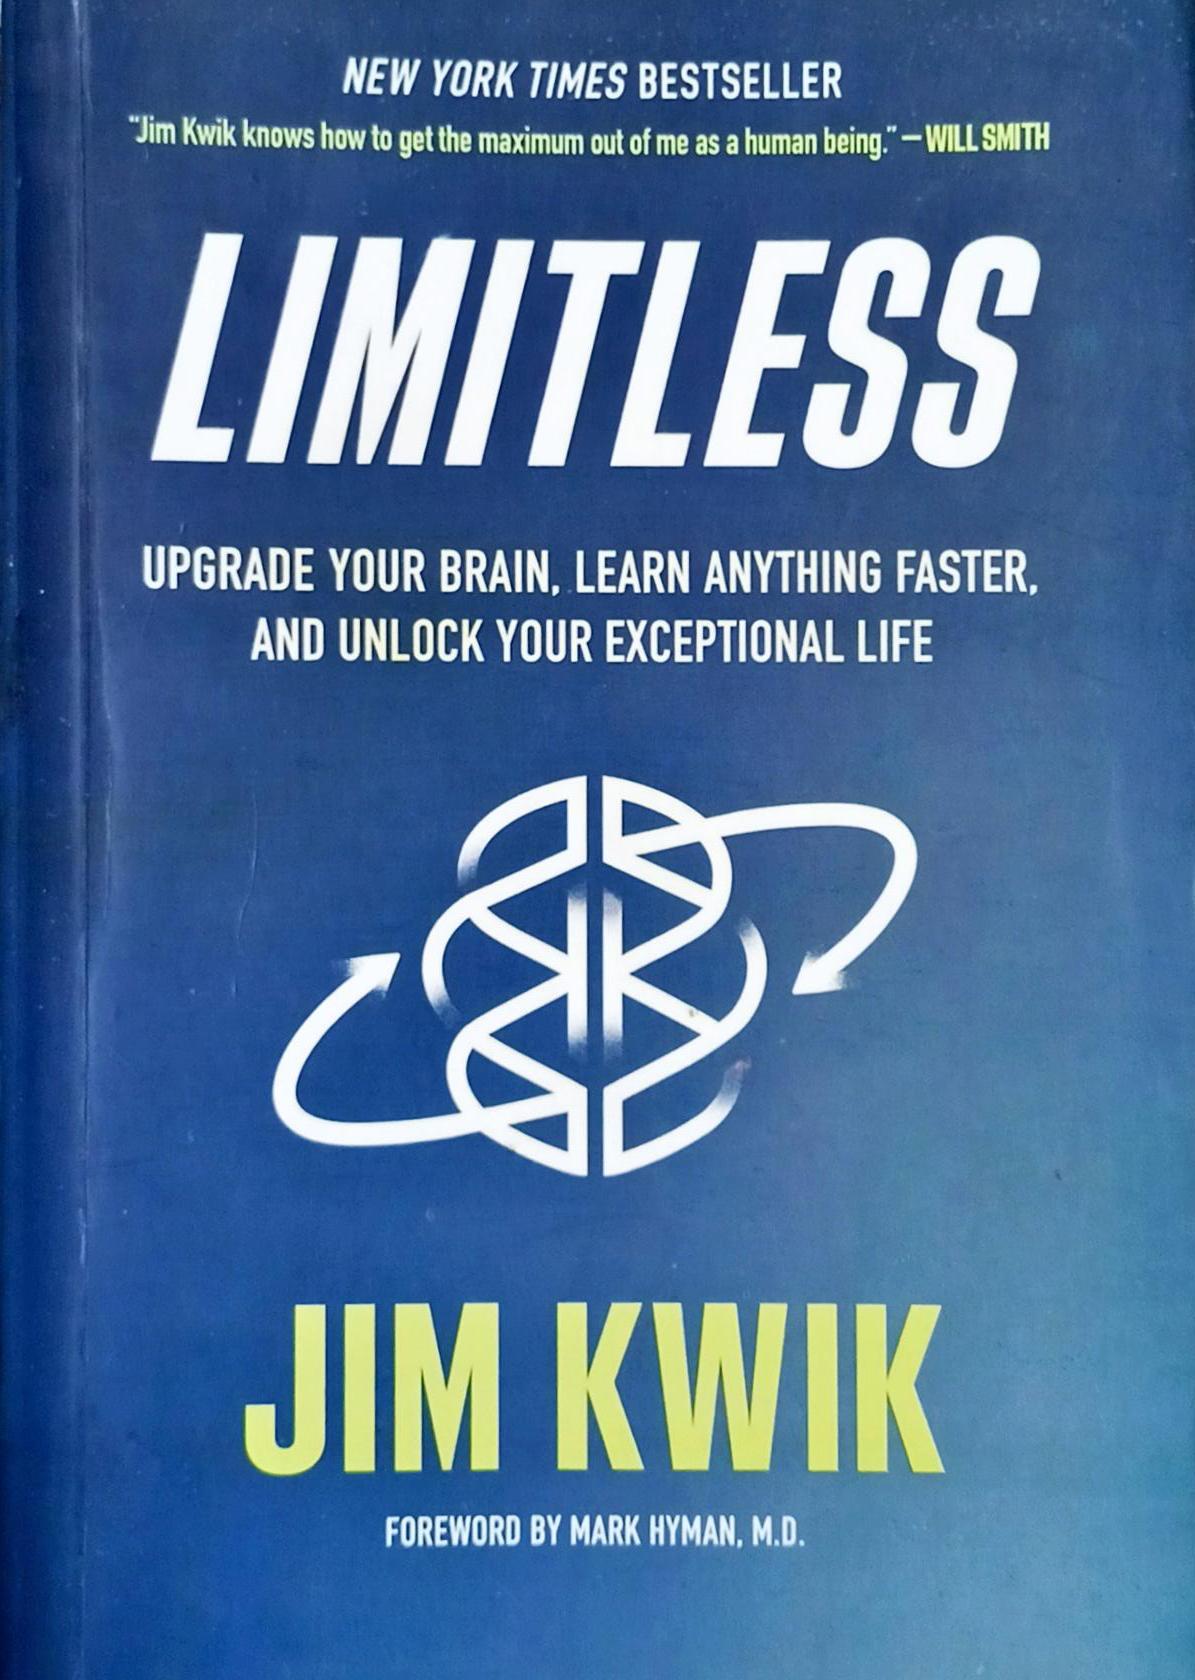 NEW YORK TIMES BESTSELLER
"Jim Kwik knows how to get the maximum out of me as a human being." — WILL SMITH
LIMITLESS
UPGRADE YOUR BRAIN, LEARN ANYTHING FASTER,
AND UNLOCK YOUR EXCEPTIONAL LIFE
JIM KWIK
FOREWORD BY MARK HYMAN, M.D.